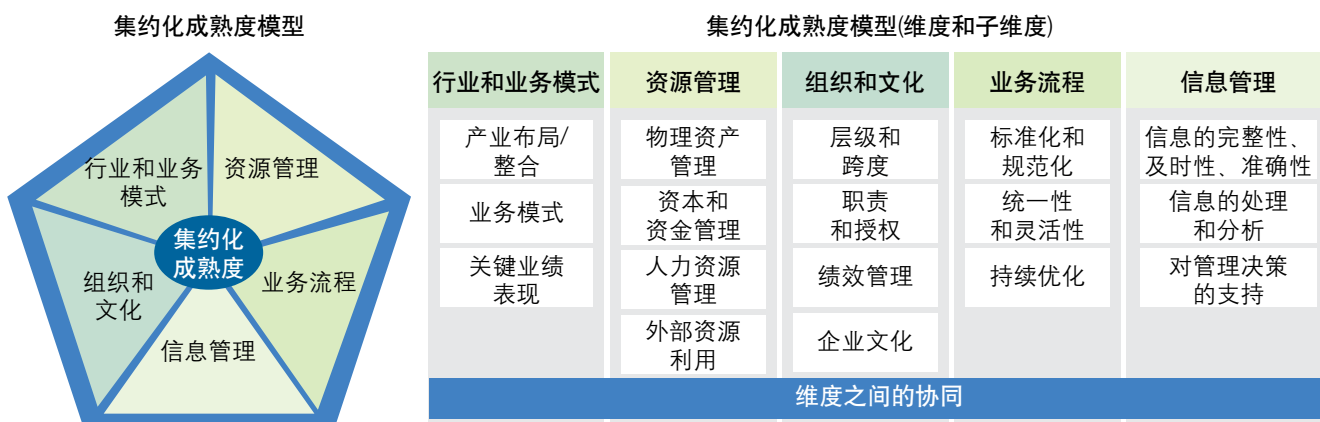 集约化成熟度模型
行业和业务
模式
资源管理
集约化
成熟度
组织和
文化
业务流程
信息管理
集约化成熟度模型(维度和子维度)
行业和业务模式
产业布局/
整合
业务模式
关键业绩
表现
资源管理
物理资产
管理
资本和
资金管理
人力资源
管理
外部资源
利用
组织和文化
层级和
跨度
职责
和授权
绩效管理
企业文化
业务流程
标准化和
规范化
统一性
和灵活性
持续优化
信息管理
信息的完整性、
及时性、准确性
信息的处理
和分析
对管理决策
的支持
维度之间的协同